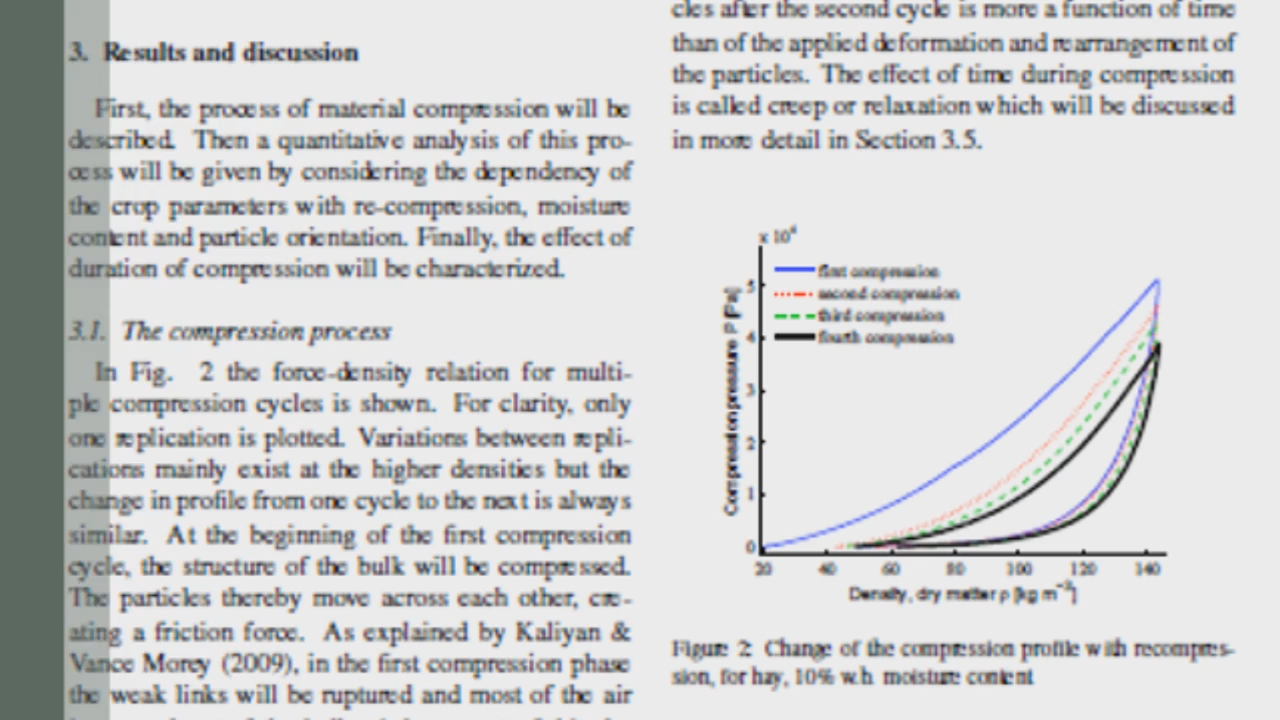 3. Results and discussion
First, the process of material compression will be
described. Then a quantitative analysis of this pro-
cess will be given by considering the dependency of
the crop parameters with re-compression, moisture
content and particle orientation. Finally, the effect of
duration of compression will be characterized.
3.1. The compression process
In Fig. 2 the force-density relation for multi-
ple compression cycles is shown. For clarity, only
one replication is plotted. Variations between repli-
cations mainly exist at the higher densities but the
change in profile from one cycle to the next is always
similar. At the beginning of the first compression
cycle, the structure of the bulk will be compressed.
The particles thereby move across each other, cre-
ating a friction force. As explained by Kaliyan &
Vance Morey (2009), in the first compression phase
the weak links will be ruptured and most of the air
cles after the second cycle is more a function of time
than of the applied deformation and rearrangement of
the particles. The effect of time during compression
is called creep or relaxation which will be discussed
in more detail in Section 3.5.
x 10⁴
first compression
second compression
third compression
fourth compression
Compression pressure P [Pa]
5
4
3
2
1
0
20 40 60 80 100 120 140
Density, dry matter ρ [kg m⁻³]
Figure 2: Change of the compression profile with recompres-
sion, for hay, 10% w.b. moisture content